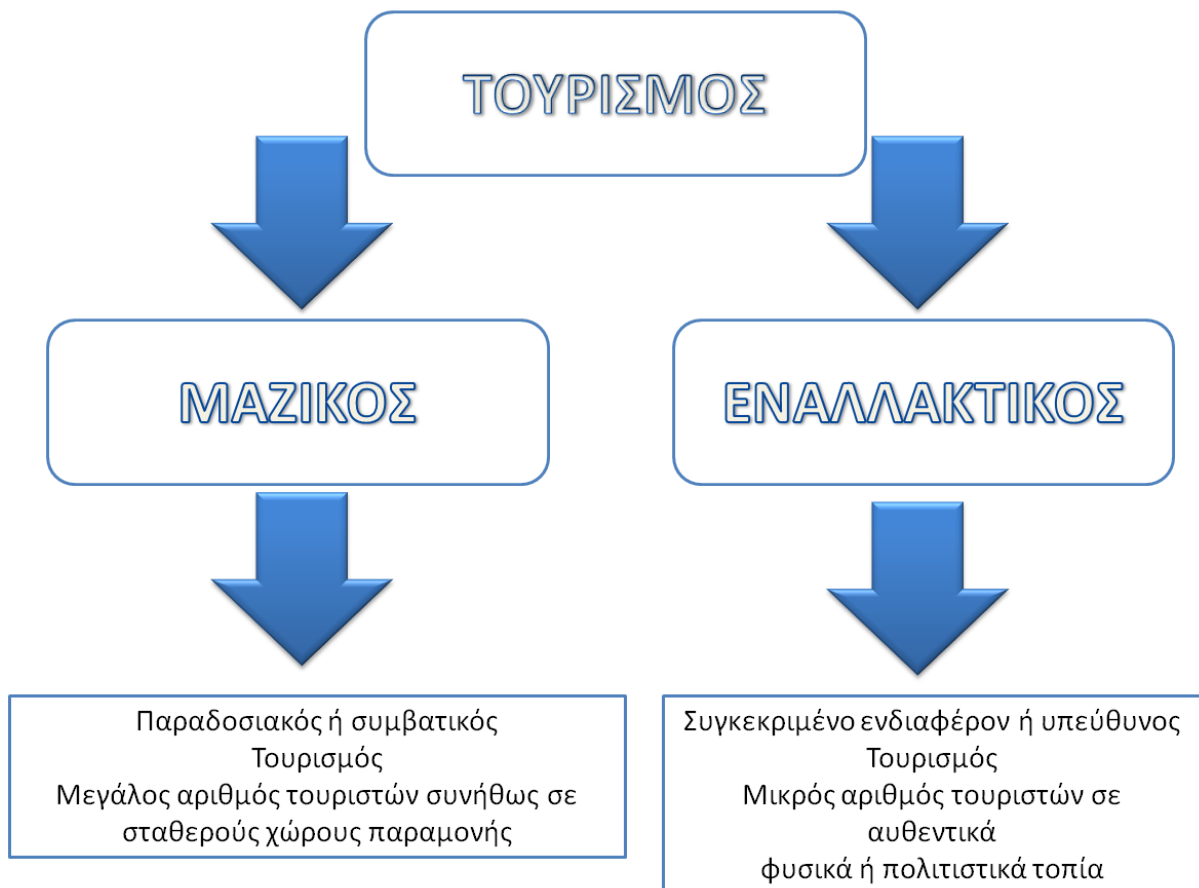 ΤΟΥΡΙΣΜΟΣ
ΜΑΖΙΚΟΣ
ΕΝΑΛΛΑΚΤΙΚΟΣ
Παραδοσιακός ή συμβατικός
Τουρισμός
Μεγάλος αριθμός τουριστών συνήθως σε
σταθερούς χώρους παραμονής
Συγκεκριμένο ενδιαφέρον ή υπεύθυνος
Τουρισμός
Μικρός αριθμός τουριστών σε
αυθεντικά
φυσικά ή πολιτιστικά τοπία